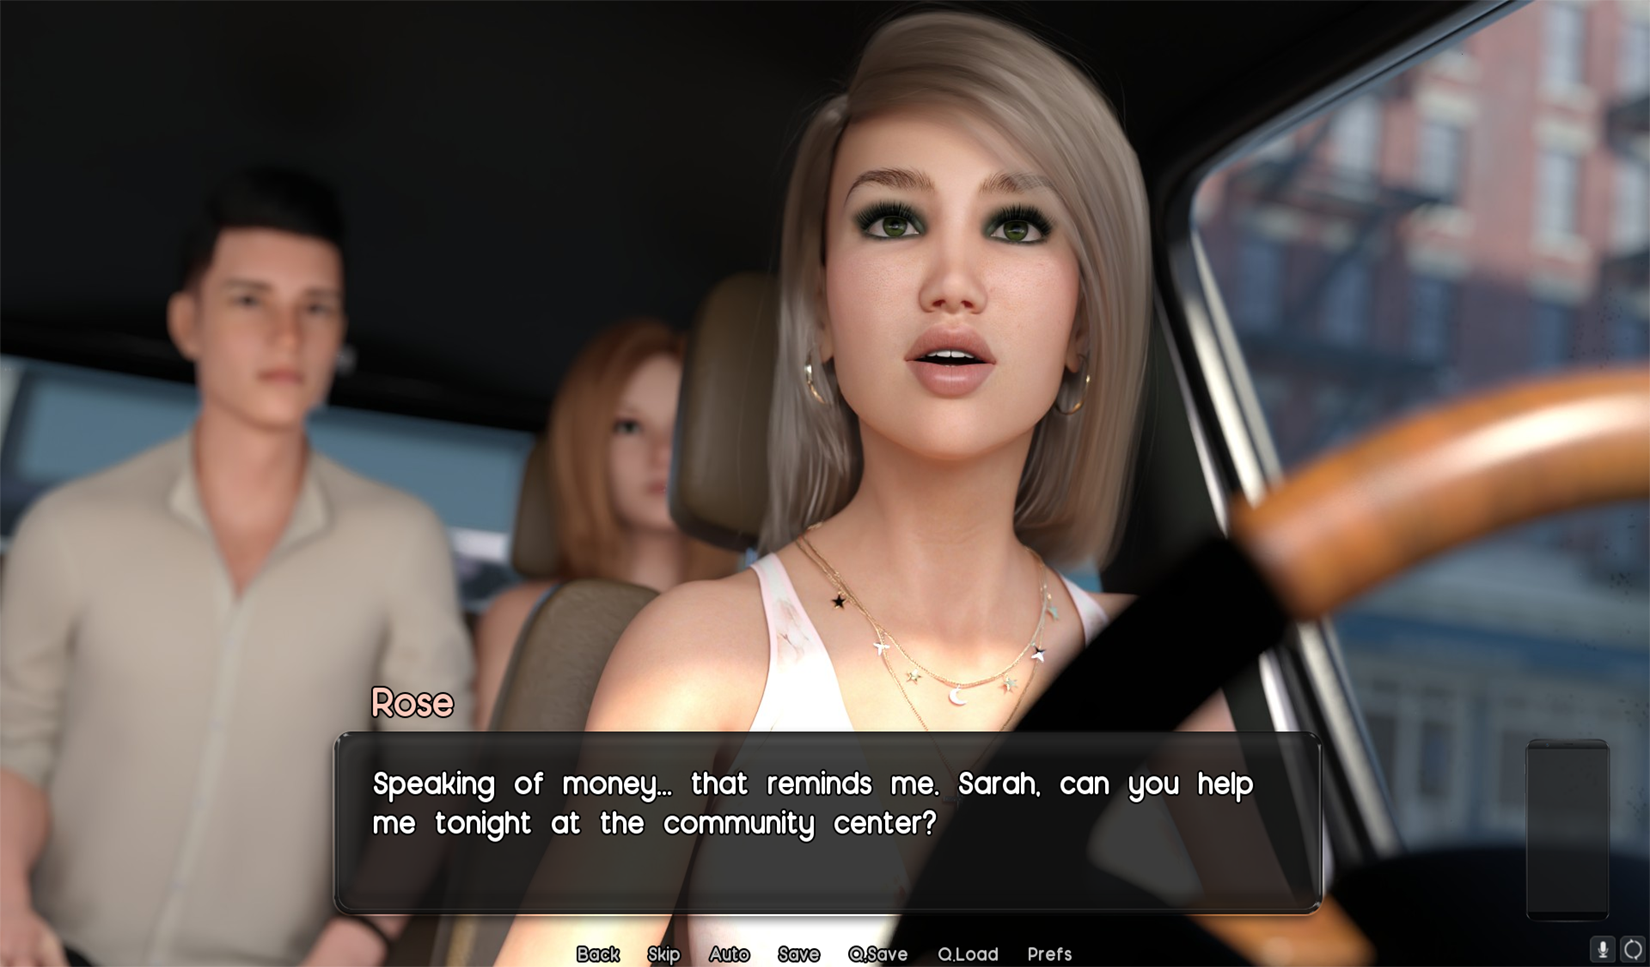 Rose
Speaking of money... that reminds me. Sarah, can you help
me tonight at the community center?
Back Skip Auto Save Q.Save Q.Load Prefs